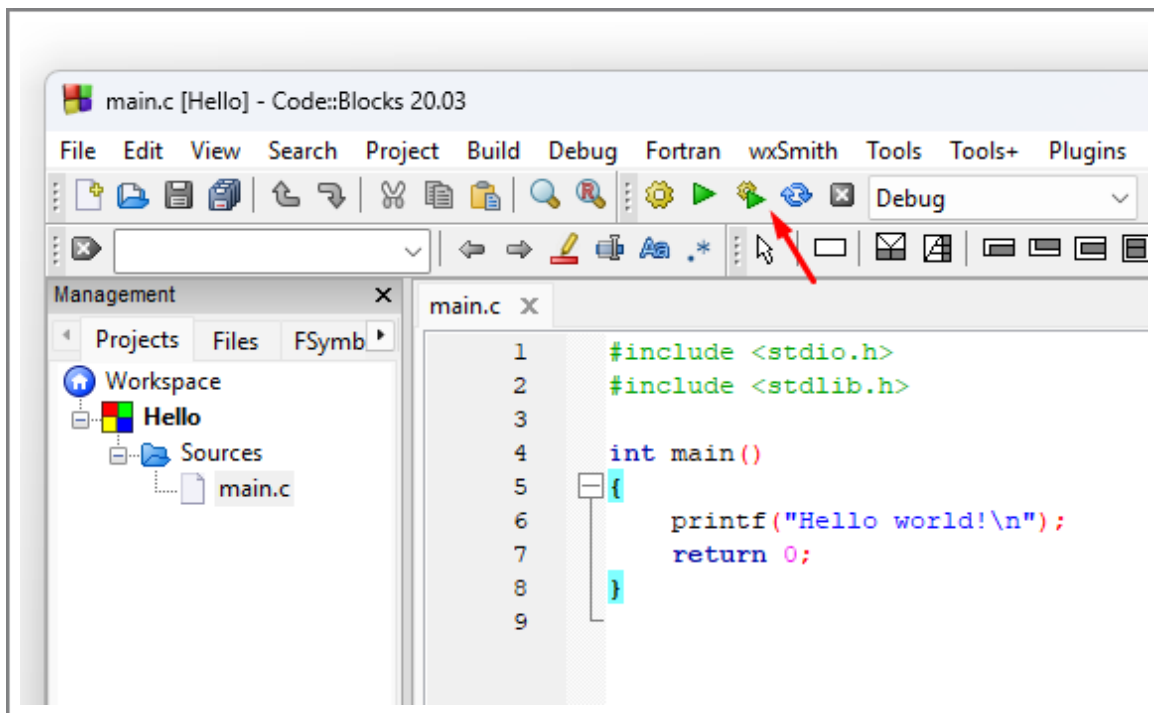 main.c [Hello] - Code::Blocks 20.03
File Edit View Search Project Build Debug Fortran wxSmith Tools Tools+ Plugins
Debug
Management
main.c
Projects Files FSymb
Workspace
Hello
Sources
main.c
1 #include <stdio.h>
2 #include <stdlib.h>
3
4 int main()
5 {
6 printf("Hello world!\n");
7 return 0;
8 }
9